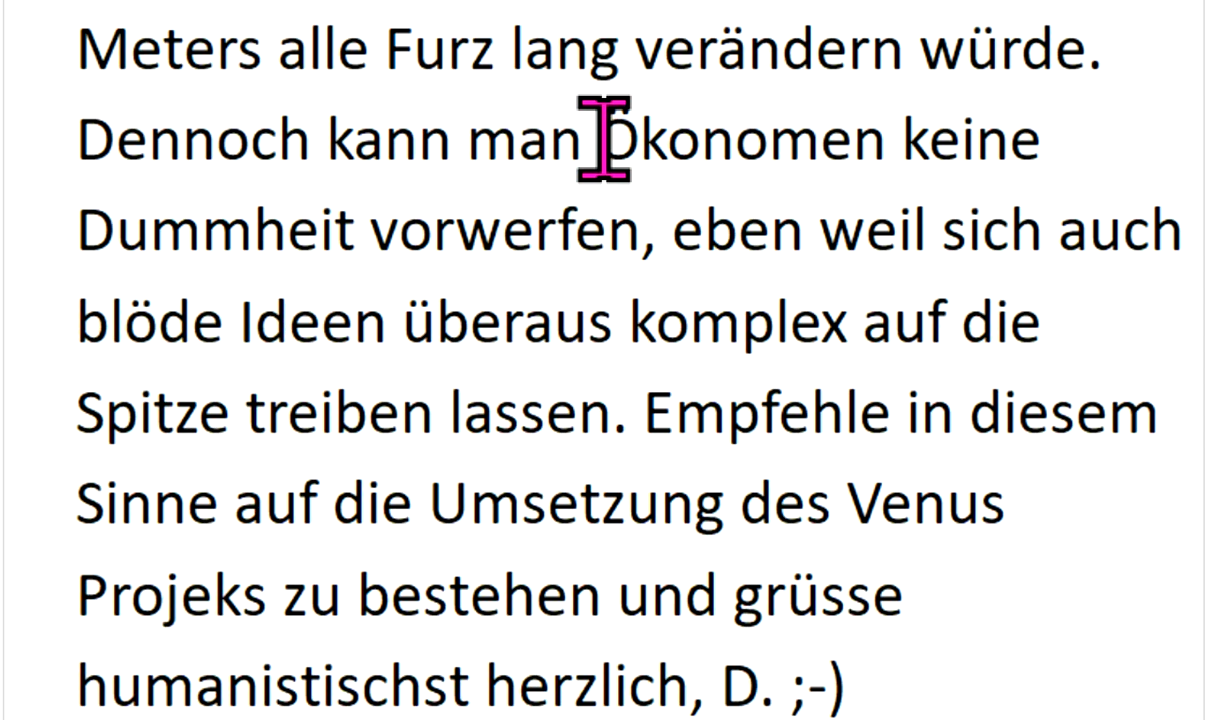 Meters alle Furz lang verändern würde.
Dennoch kann man Ökonomen keine
Dummheit vorwerfen, eben weil sich auch
blöde Ideen überaus komplex auf die
Spitze treiben lassen. Empfehle in diesem
Sinne auf die Umsetzung des Venus
Projeks zu bestehen und grüsse
humanistischst herzlich, D. ;-)